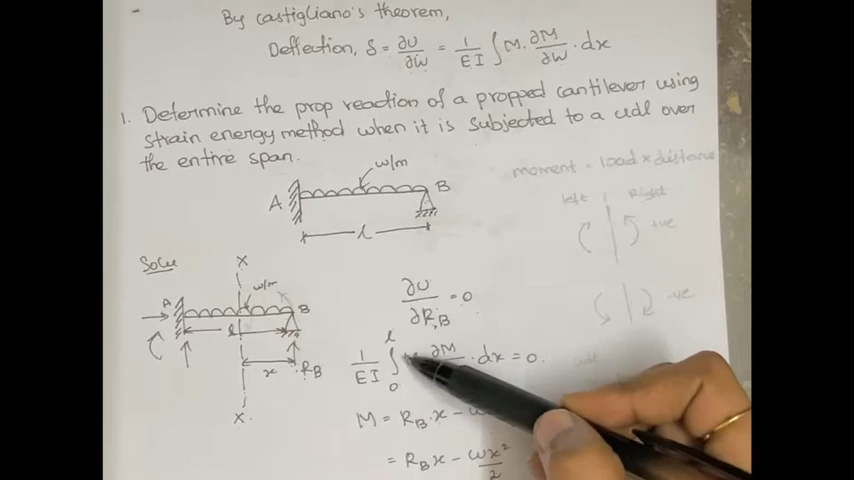 By castigliano's theorem,
Deflection, δ = ∂U/∂W = 1/EI ∫ M. ∂M/∂W . dx
1. Determine the prop reaction of a propped cantilever using
strain energy method when it is subjected to a udl over
the entire span.
w/m
A B
l
moment = load x distance
left Right
+ve
-ve
Soln
X
w/m
A B
l
x RB
X
∂U/∂RB = 0
1/EI ∫0^l ∂M . dx = 0.
M = RB.x -
= RBx - wx²/2